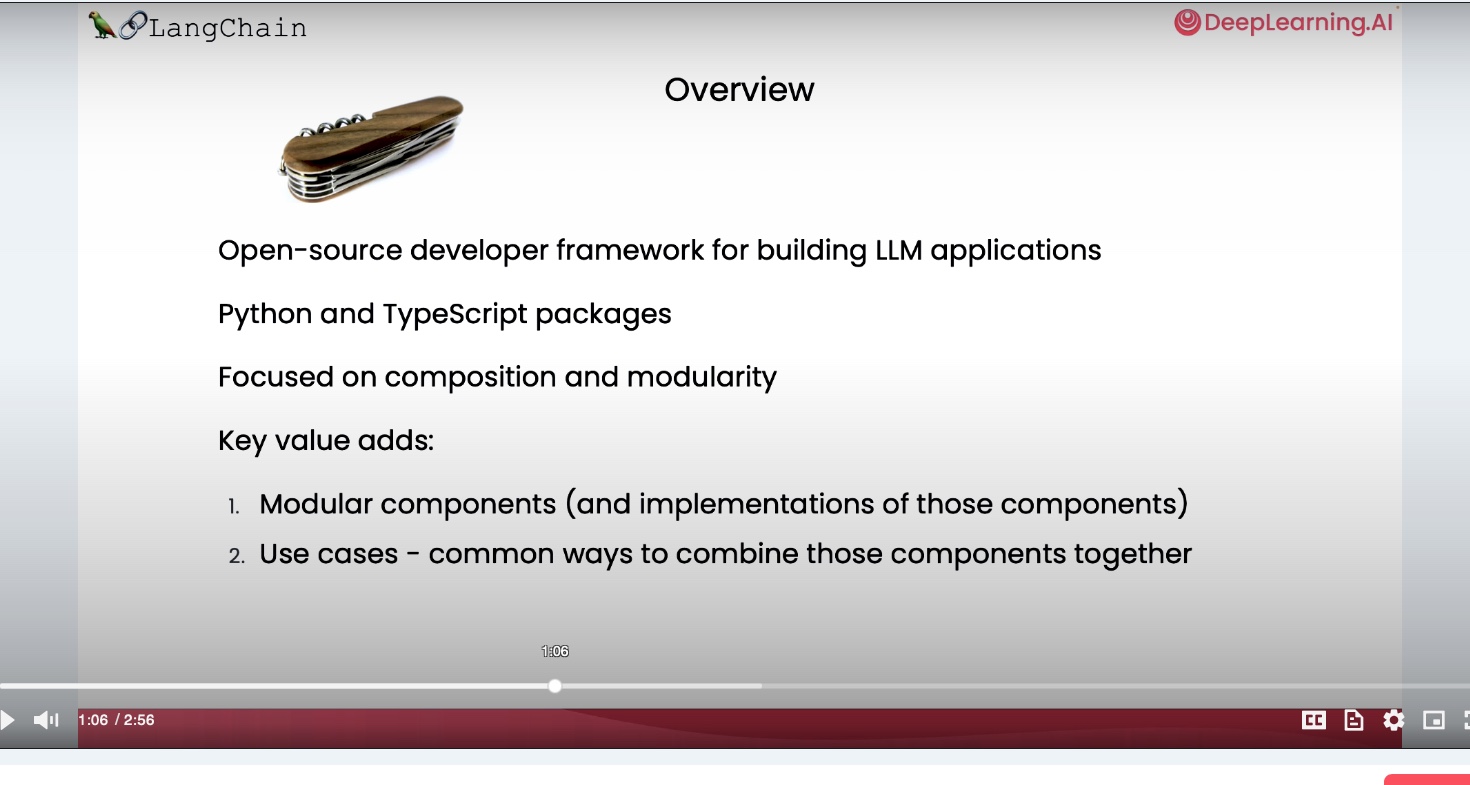 LangChain
DeepLearning.AI
Overview
Open-source developer framework for building LLM applications
Python and TypeScript packages
Focused on composition and modularity
Key value adds:
1. Modular components (and implementations of those components)
2. Use cases - common ways to combine those components together
1:06
1:06 / 2:56
CC